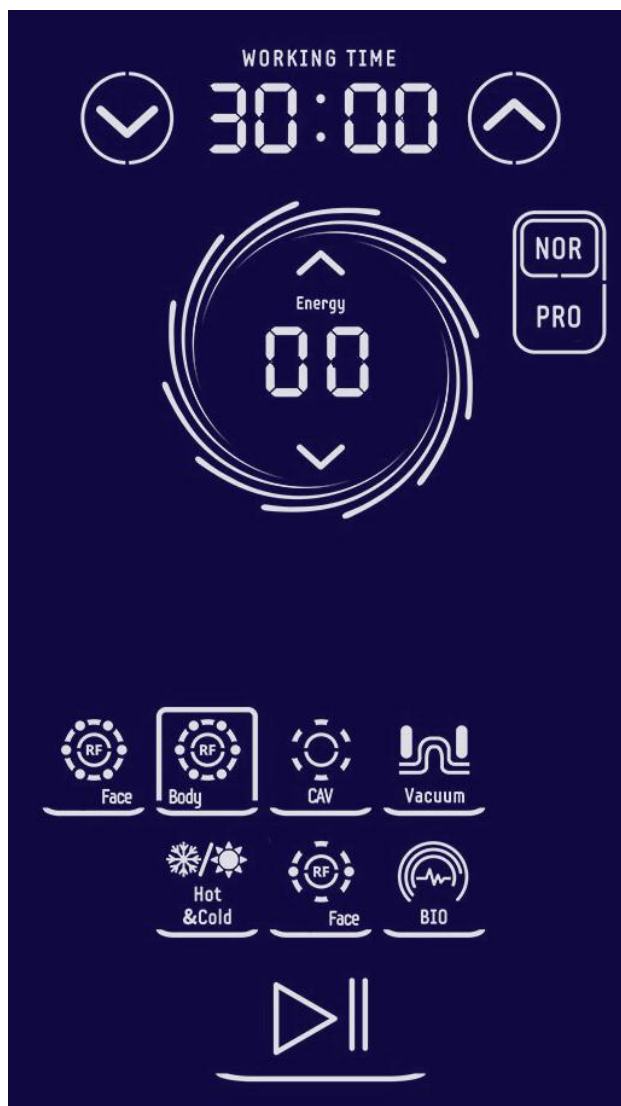 WORKING TIME
30:00
NOR
PRO
Energy
00
RF
Face
RF
Body
CAV
Vacuum
Hot
&Cold
RF
Face
BIO